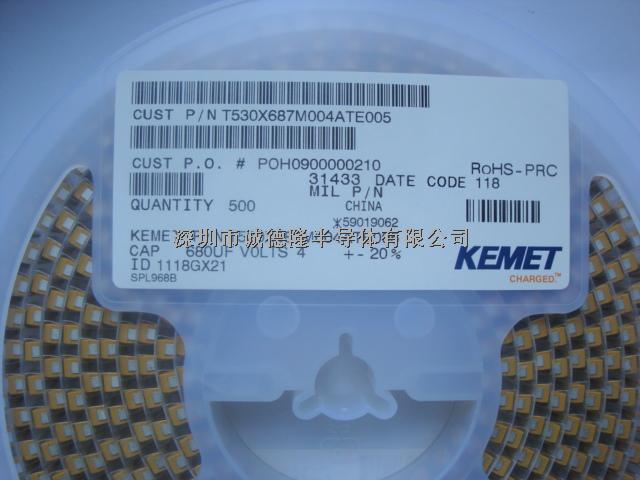 CUST P/N T530X687M004ATE005
CUST P.O. # POH0900000210
RoHS-PRC
31433 DATE CODE 118
MIL P/N
QUANTITY 500
CHINA
*59019062
KEMET
深圳市诚德隆半导体有限公司
CAP 680UF VOLTS 4 +-20%
ID 1118GX21
SPL968B
KEMET
CHARGED.™